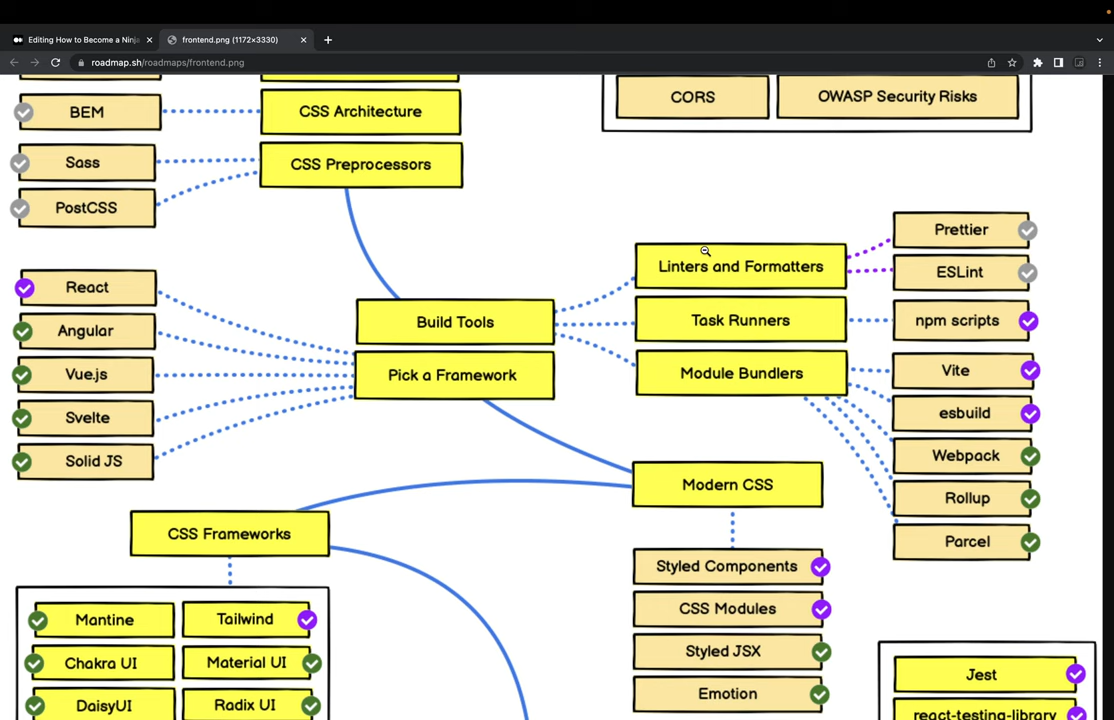 Editing How to Become a Ninja
frontend.png (1172×3330)
roadmap.sh/roadmaps/frontend.png
BEM
CSS Architecture
CORS
OWASP Security Risks
Sass
CSS Preprocessors
PostCSS
Prettier
Linters and Formatters
ESLint
React
Build Tools
Task Runners
npm scripts
Angular
Vue.js
Pick a Framework
Module Bundlers
Vite
Svelte
esbuild
Solid JS
Webpack
Modern CSS
Rollup
CSS Frameworks
Parcel
Styled Components
CSS Modules
Mantine
Tailwind
Styled JSX
Chakra UI
Material UI
Jest
Emotion
DaisyUI
Radix UI
react-testing-library